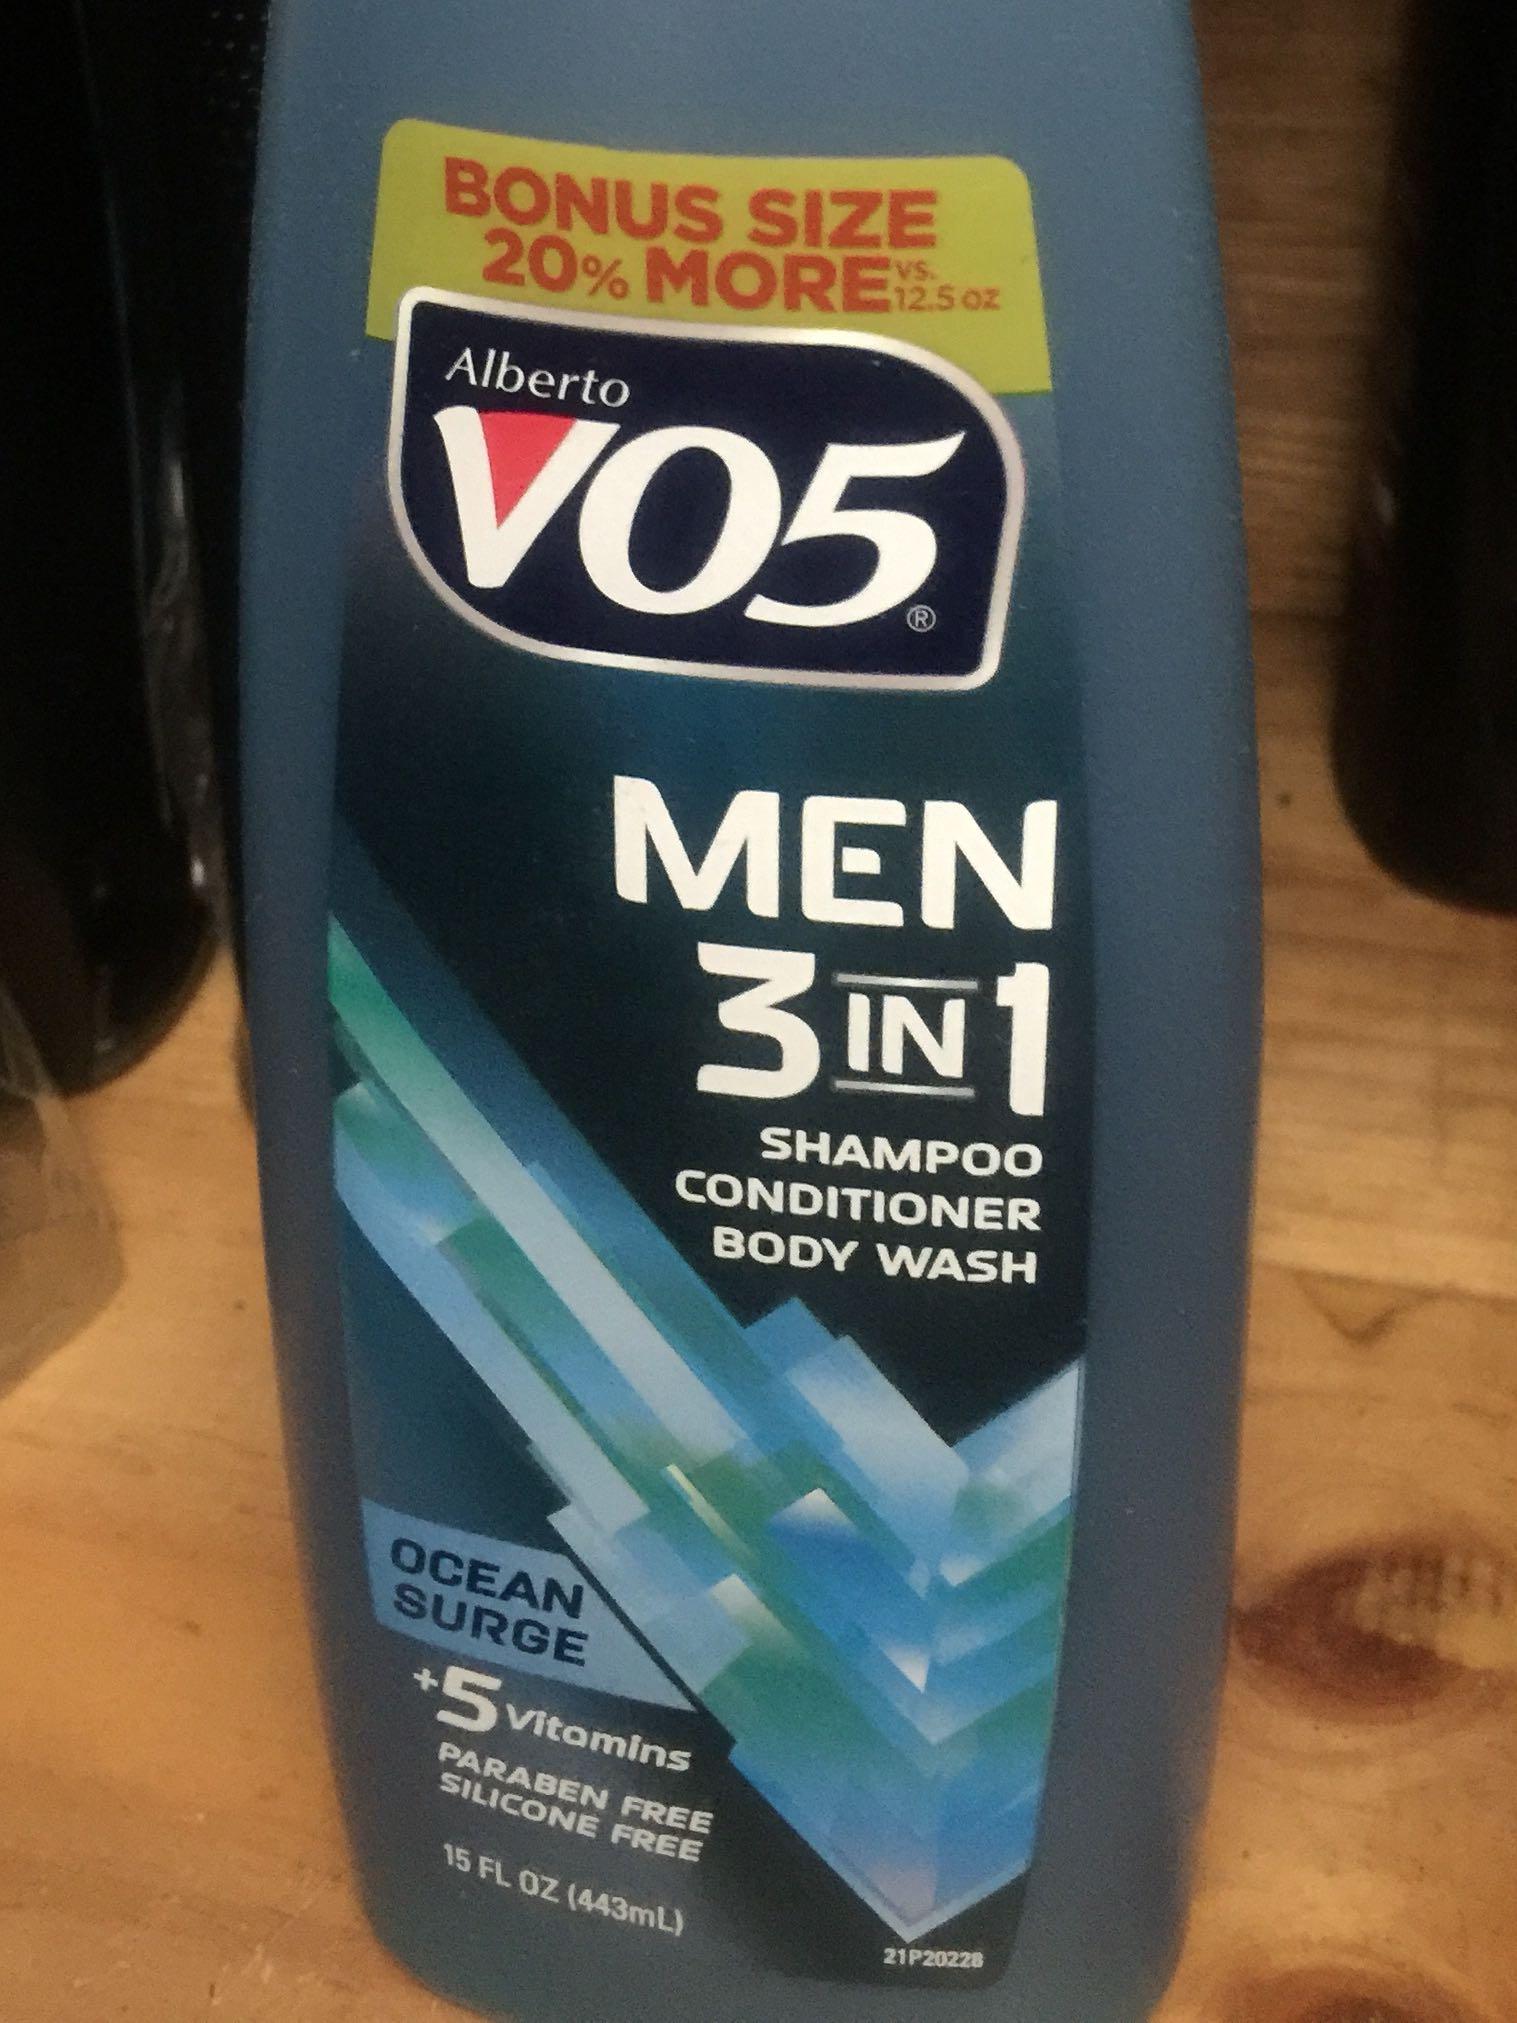 BONUS SIZE
20% MORE vs. 12.5 oz
Alberto
VO5®
MEN
3 IN 1
SHAMPOO
CONDITIONER
BODY WASH
OCEAN
SURGE
+5 vitamins
PARABEN FREE
SILICONE FREE
15 FL OZ (443mL)
21P20228